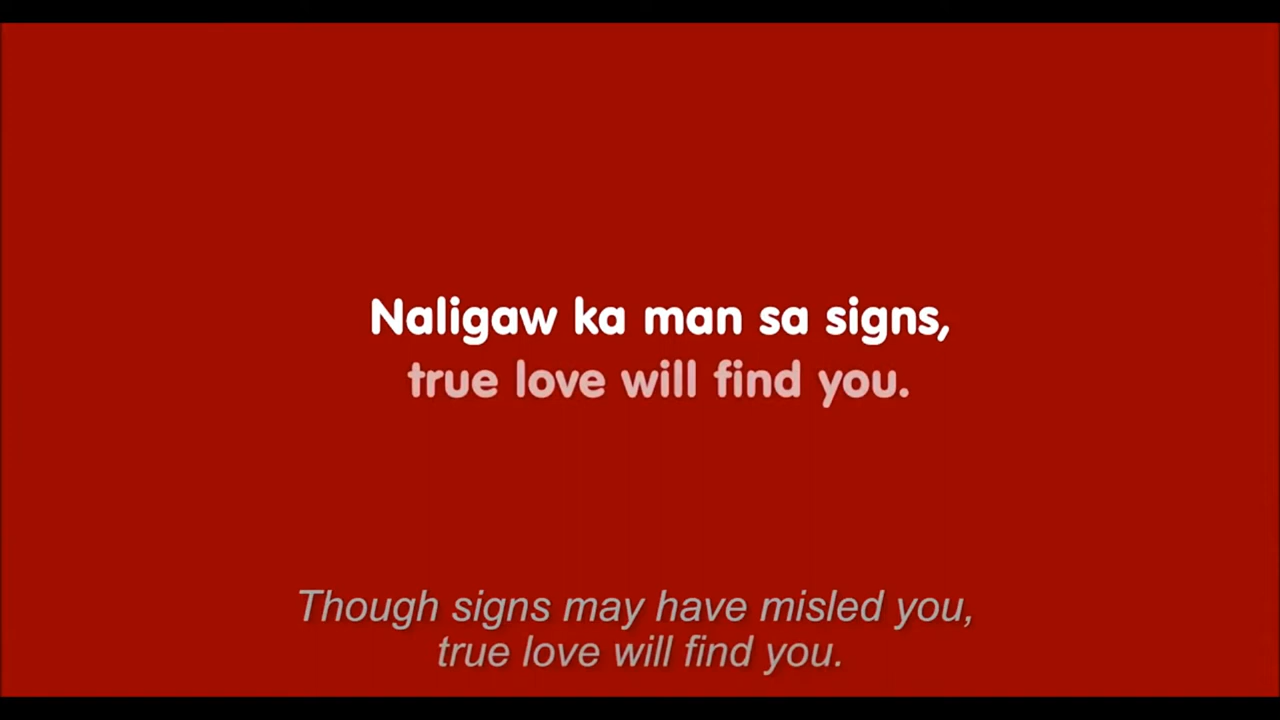 Naligaw ka man sa signs,
true love will find you.
Though signs may have misled you,
true love will find you.